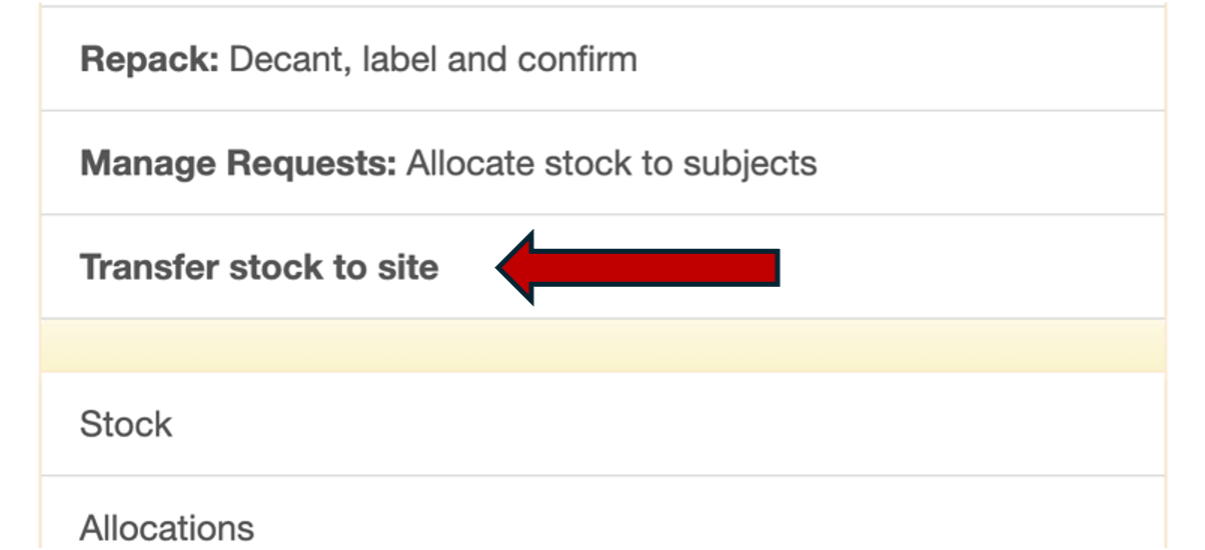 Repack: Decant, label and confirm
Manage Requests: Allocate stock to subjects
Transfer stock to site
Stock
Allocations